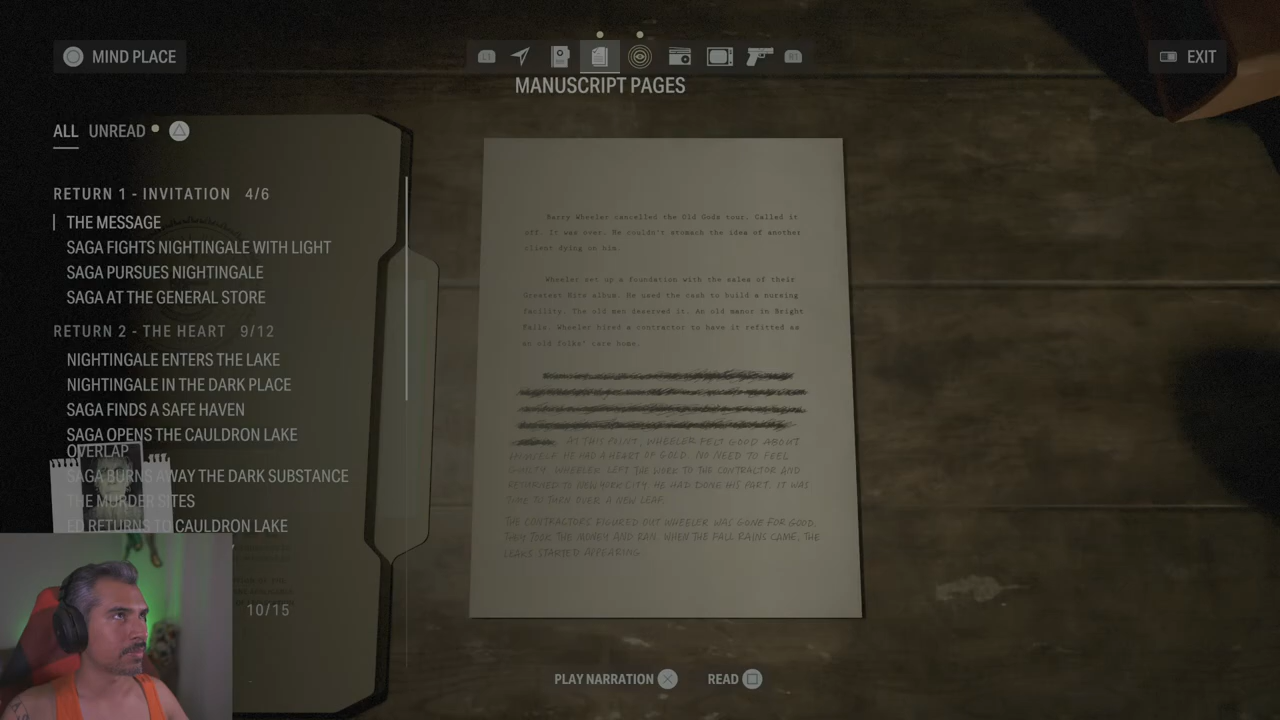 MIND PLACE
L1
R1
EXIT
MANUSCRIPT PAGES
ALL UNREAD
RETURN 1 - INVITATION 4/6
THE MESSAGE
SAGA FIGHTS NIGHTINGALE WITH LIGHT
SAGA PURSUES NIGHTINGALE
SAGA AT THE GENERAL STORE
RETURN 2 - THE HEART 9/12
NIGHTINGALE ENTERS THE LAKE
NIGHTINGALE IN THE DARK PLACE
SAGA FINDS A SAFE HAVEN
SAGA OPENS THE CAULDRON LAKE
OVERLAP
SAGA BURNS AWAY THE DARK SUBSTANCE
THE MURDER SITES
ED RETURNS TO CAULDRON LAKE
10/15
Barry Wheeler cancelled the Old Gods tour. Called it
off. It was over. He couldn't stomach the idea of another
client dying on him.
Wheeler set up a foundation with the sales of their
Greatest Hits album. He used the cash to build a nursing
facility. The old men deserved it. An old manor in Bright
Falls. Wheeler hired a contractor to have it refitted as
an old folks' care home.
AT THIS POINT, WHEELER FELT GOOD ABOUT
HIMSELF. HE HAD A HEART OF GOLD. NO NEED TO FEEL
GUILTY. WHEELER LEFT THE WORK TO THE CONTRACTOR AND
RETURNED TO NEW YORK CITY. HE HAD DONE HIS PART. IT WAS
TIME TO TURN OVER A NEW LEAF.
THE CONTRACTORS FIGURED OUT WHEELER WAS GONE FOR GOOD.
THEY TOOK THE MONEY AND RAN. WHEN THE FALL RAINS CAME, THE
LEAKS STARTED APPEARING.
PLAY NARRATION
READ